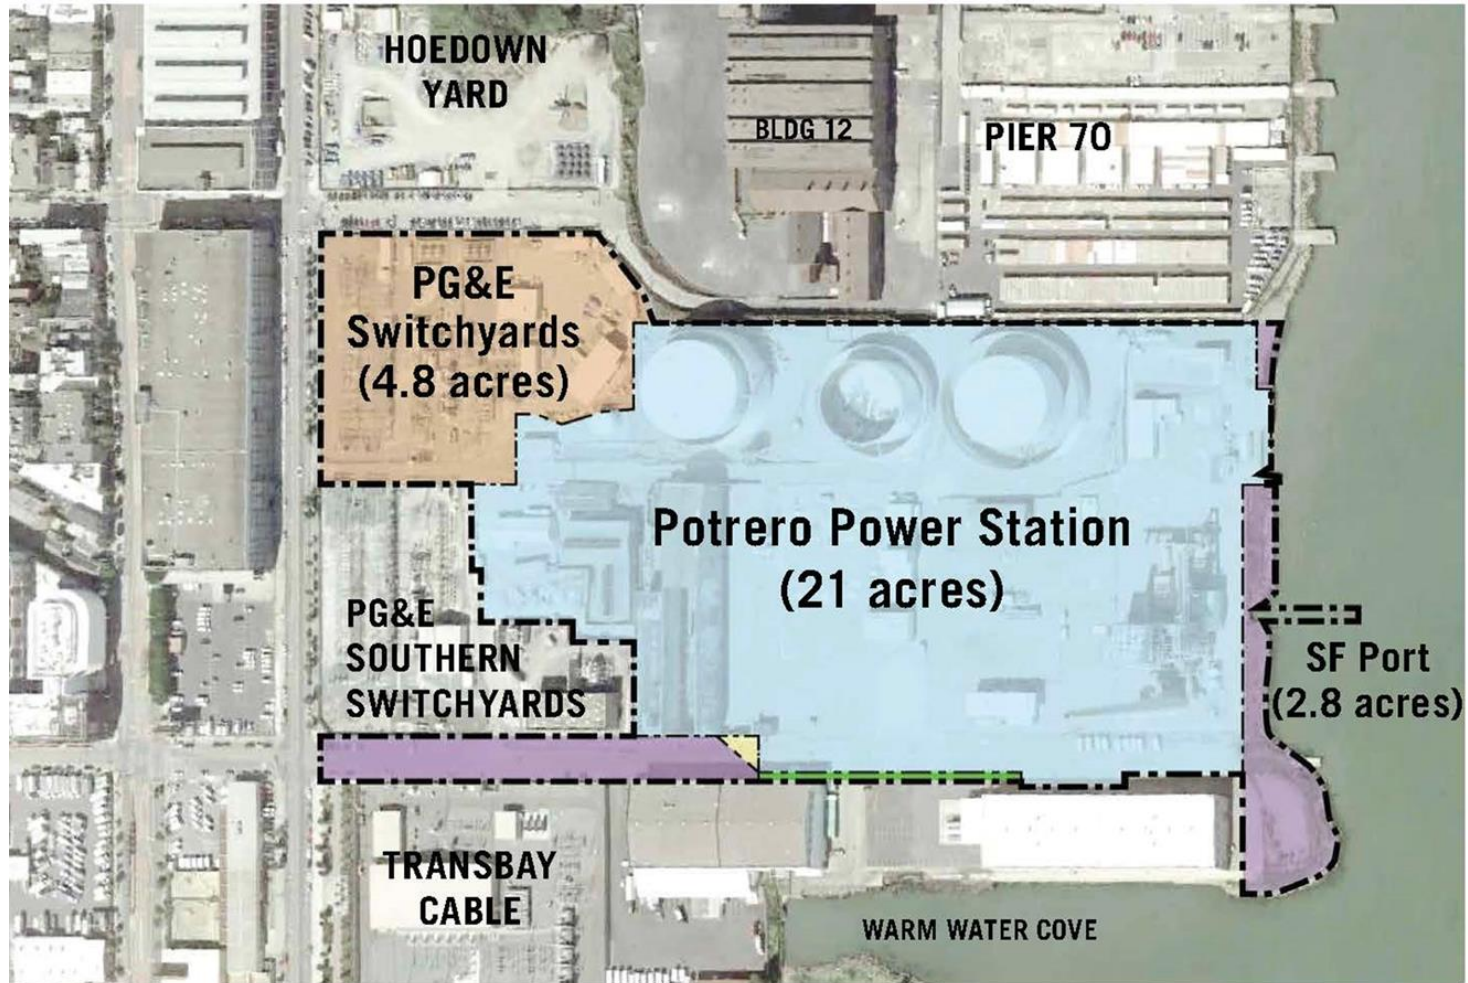 HOEDOWN
YARD
BLDG 12
PIER 70
PG&E
Switchyards
(4.8 acres)
Potrero Power Station
(21 acres)
PG&E
SOUTHERN
SWITCHYARDS
SF Port
(2.8 acres)
TRANSBAY
CABLE
WARM WATER COVE